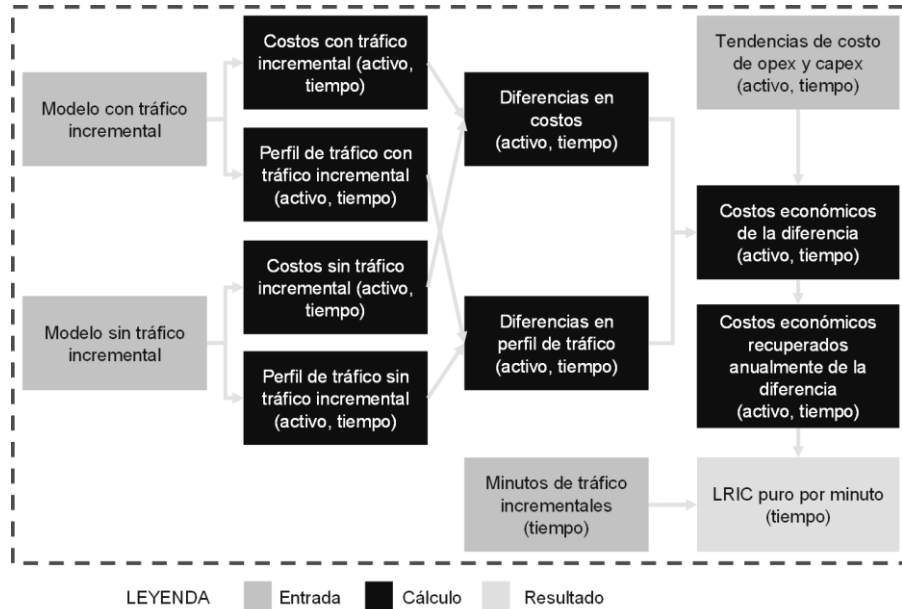 Modelo con tráfico
incremental
Modelo sin tráfico
incremental
Costos con tráfico
incremental (activo,
tiempo)
Perfil de tráfico con
tráfico incremental
(activo, tiempo)
Costos sin tráfico
incremental (activo,
tiempo)
Perfil de tráfico sin
tráfico incremental
(activo, tiempo)
Diferencias en
costos
(activo, tiempo)
Diferencias en
perfil de tráfico
(activo, tiempo)
Minutos de tráfico
incrementales
(tiempo)
Tendencias de costo
de opex y capex
(activo, tiempo)
Costos económicos
de la diferencia
(activo, tiempo)
Costos económicos
recuperados
anualmente de la
diferencia
(activo, tiempo)
LRIC puro por minuto
(tiempo)
LEYENDA
Entrada
Cálculo
Resultado